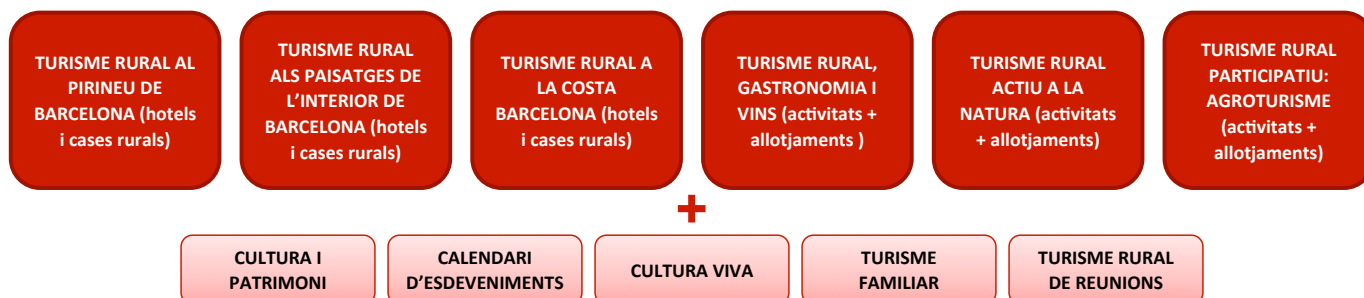 TURISME RURAL AL
PIRINEU DE
BARCELONA (hotels
i cases rurals)
TURISME RURAL
ALS PAISATGES DE
L’INTERIOR DE
BARCELONA (hotels
i cases rurals)
TURISME RURAL A
LA COSTA
BARCELONA (hotels
i cases rurals)
TURISME RURAL,
GASTRONOMIA I
VINS (activitats +
allotjaments )
TURISME RURAL
ACTIU A LA
NATURA (activitats
+ allotjaments)
TURISME RURAL
PARTICIPATIU:
AGROTURISME
(activitats +
allotjaments)
+
CULTURA I
PATRIMONI
CALENDARI
D’ESDEVENIMENTS
CULTURA VIVA
TURISME
FAMILIAR
TURISME RURAL
DE REUNIONS